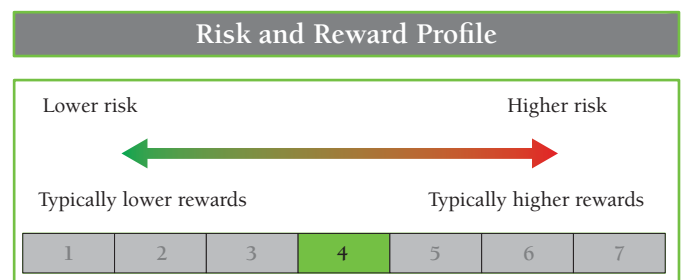 Risk and Reward Profile
Lower risk Higher risk
Typically lower rewards Typically higher rewards
1 2 3 4 5 6 7